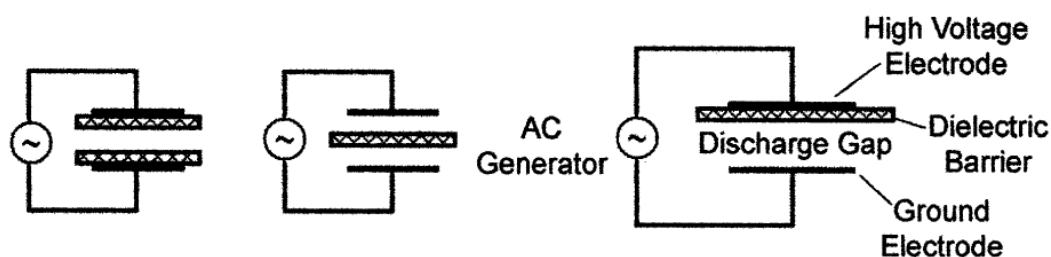 High Voltage
Electrode
AC
Generator
Discharge Gap
Dielectric
Barrier
Ground
Electrode